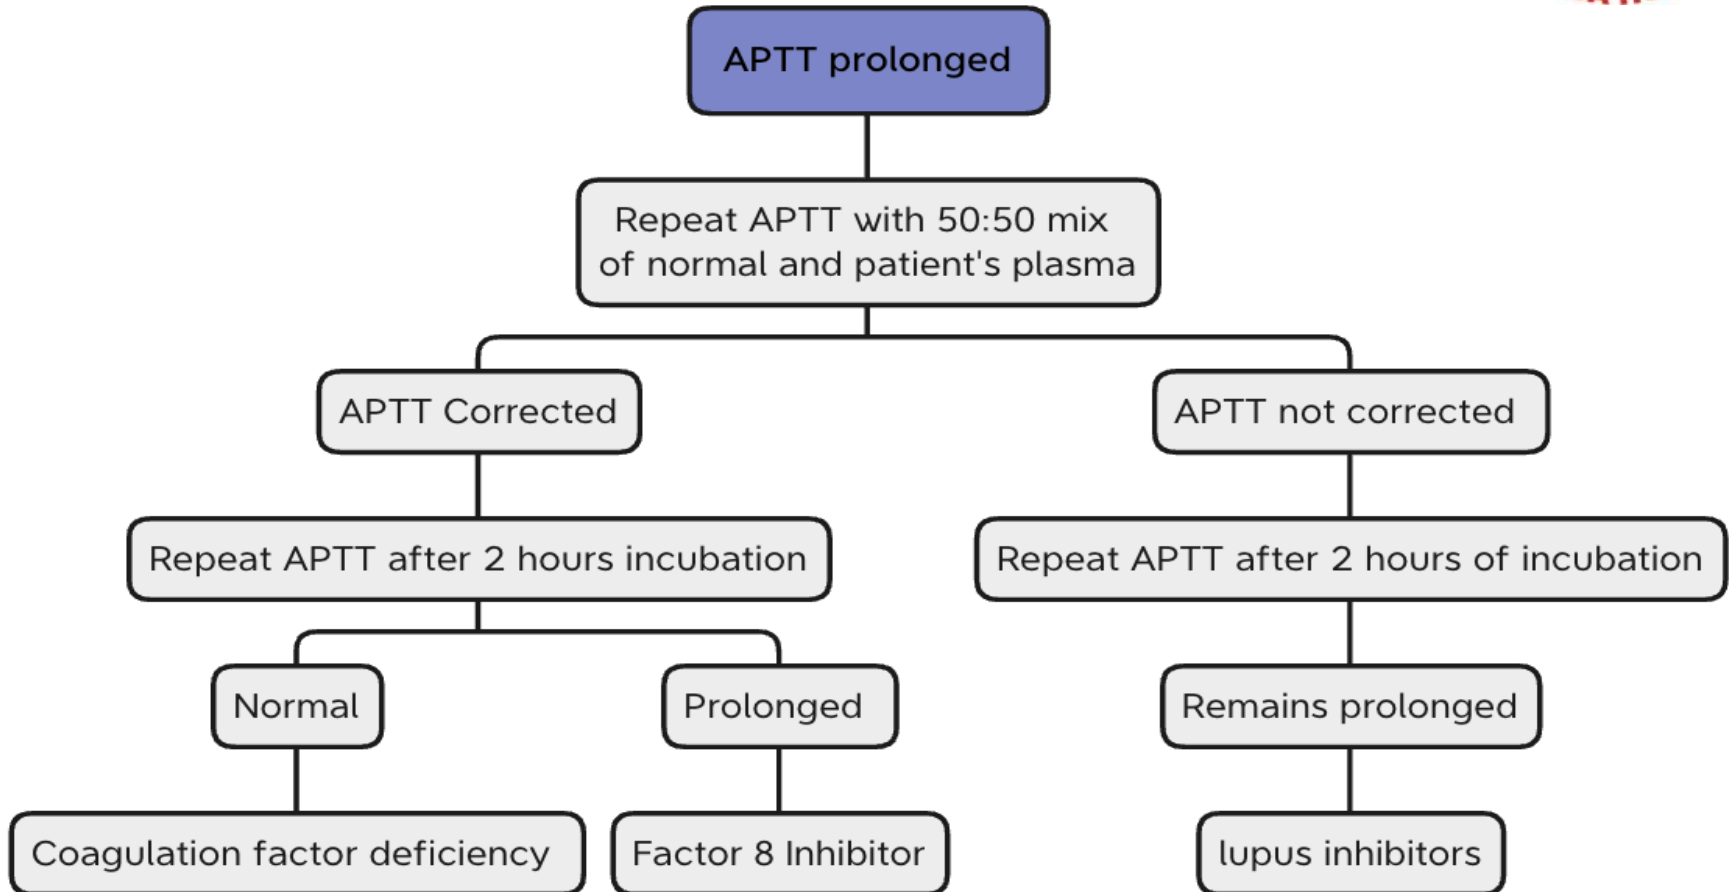 APTT prolonged
Repeat APTT with 50:50 mix
of normal and patient's plasma
APTT Corrected
APTT not corrected
Repeat APTT after 2 hours incubation
Repeat APTT after 2 hours of incubation
Normal
Prolonged
Remains prolonged
Coagulation factor deficiency
Factor 8 Inhibitor
lupus inhibitors